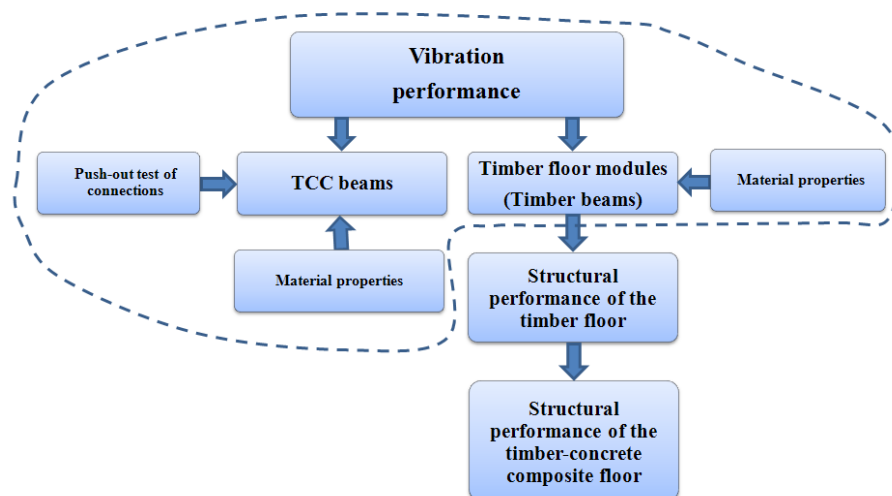 Vibration
performance
Push-out test of
connections
TCC beams
Timber floor modules
(Timber beams)
Material properties
Material properties
Structural
performance of the
timber floor
Structural
performance of the
timber-concrete
composite floor